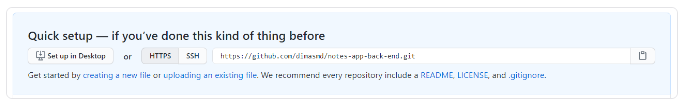 Quick setup — if you've done this kind of thing before
Set up in Desktop or HTTPS SSH https://github.com/dimasmd/notes-app-back-end.git
Get started by creating a new file or uploading an existing file. We recommend every repository include a README, LICENSE, and .gitignore.